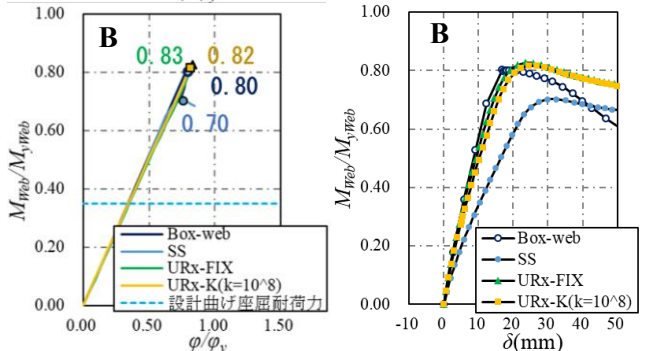 B
0.83
0.82
0.80
0.70
1.00
0.80
0.60
0.40
0.20
0.00
M_Web/M_yWeb
Box-web
SS
URx-FIX
URx-K(k=10^8)
設計曲げ座屈耐荷力
0.00 0.50 1.00 1.50
φ/φ_y
B
1.00
0.80
0.60
0.40
0.20
0.00
M_Web/M_yWeb
Box-web
SS
URx-FIX
URx-K(k=10^8)
-10 0 10 20 30 40 50
δ(mm)